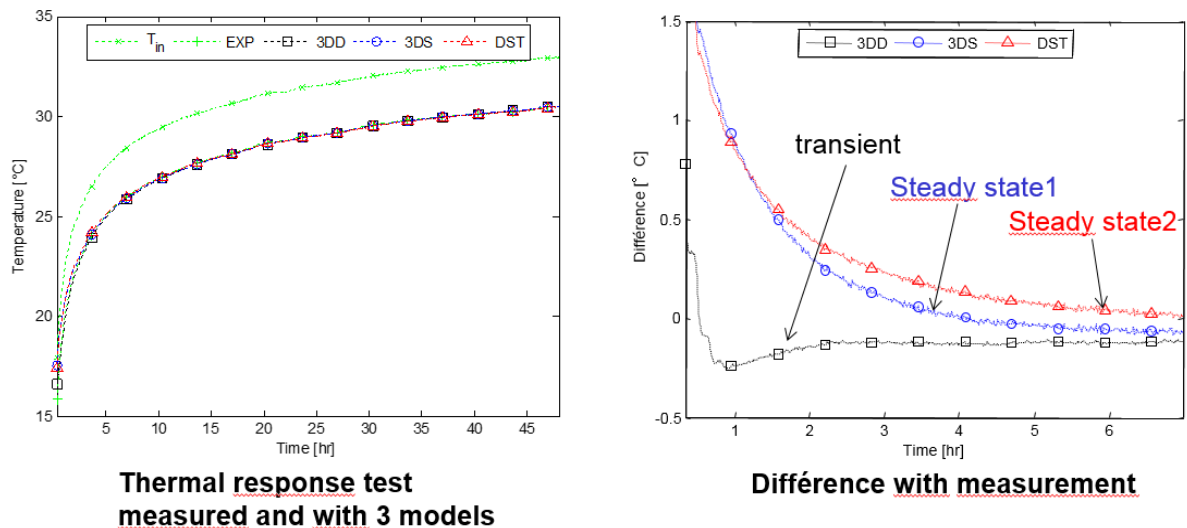 35
30
25
20
15
Temperature [ °C]
T_in EXP 3DD 3DS DST
0 5 10 15 20 25 30 35 40 45
Time [hr]
Thermal response test
measured and with 3 models
1.5
1
0.5
0
-0.5
Différence [° C]
3DD 3DS DST
transient
Steady state1
Steady state2
1 2 3 4 5 6
Time [hr]
Différence with measurement